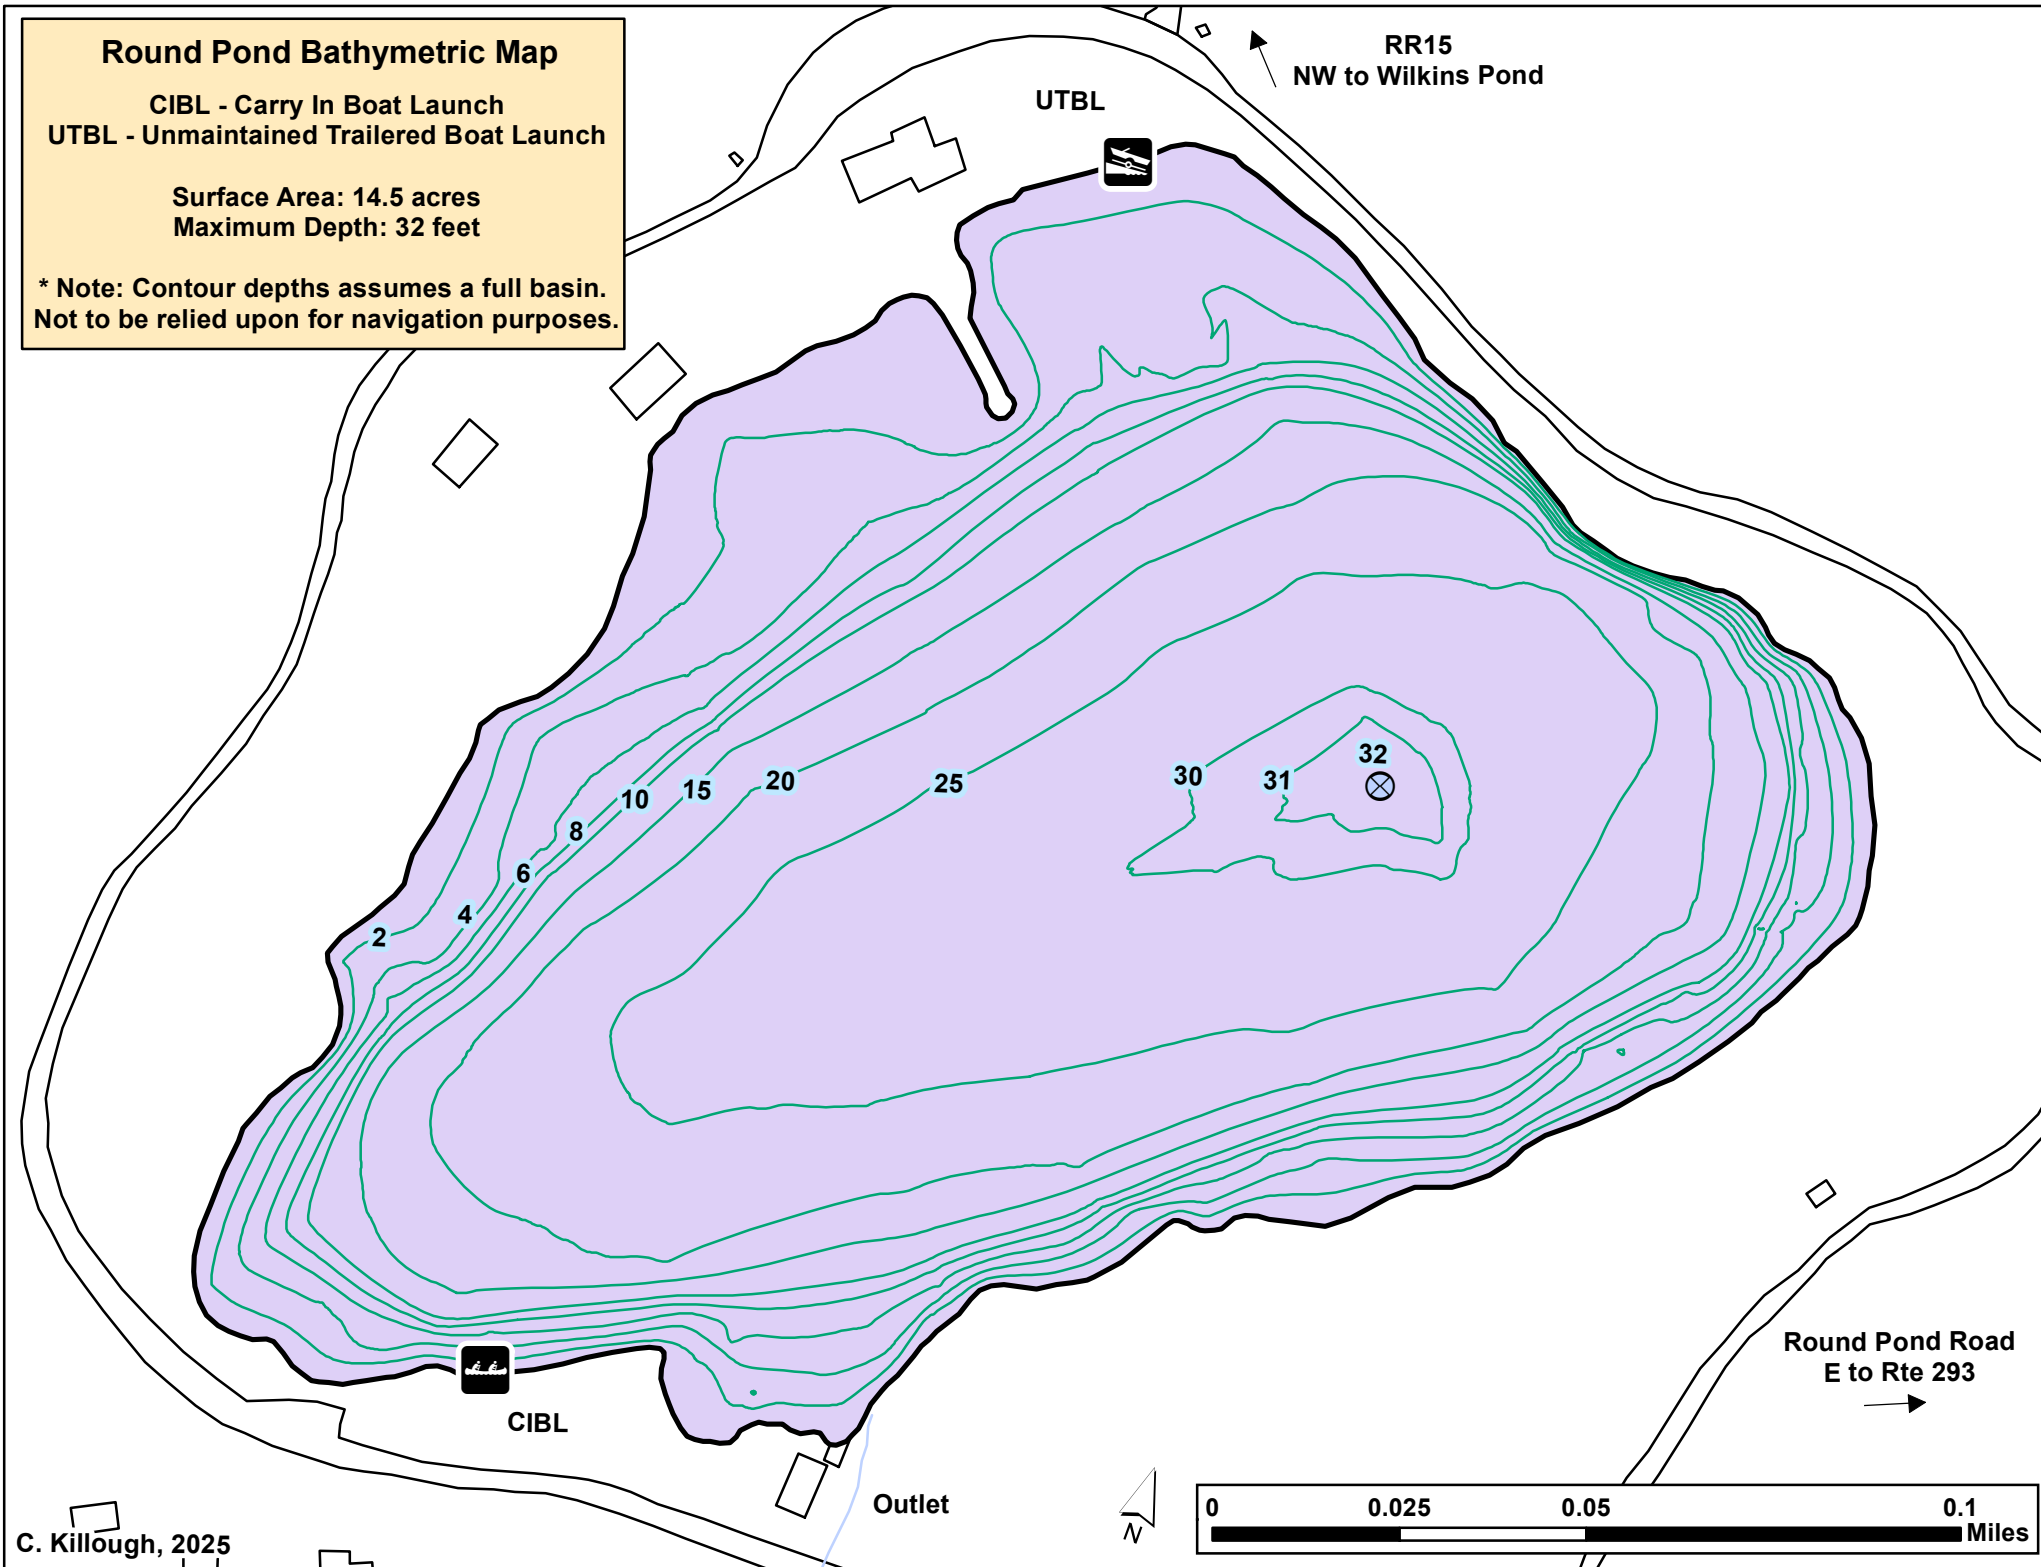 Round Pond Bathymetric Map
CIBL - Carry In Boat Launch
UTBL - Unmaintained Trailered Boat Launch
Surface Area: 14.5 acres
Maximum Depth: 32 feet
* Note: Contour depths assumes a full basin.
Not to be relied upon for navigation purposes.
RR15
NW to Wilkins Pond
UTBL
32
30
31
25
20
15
10
8
6
4
2
Round Pond Road
E to Rte 293
CIBL
Outlet
N
0 0.025 0.05 0.1
Miles
C. Killough, 2025